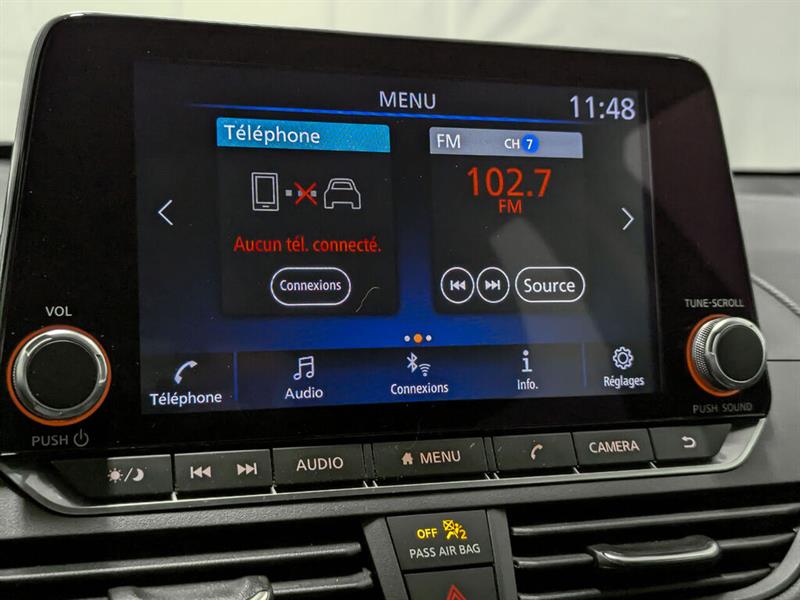 MENU 11:48
Téléphone
FM CH 7
102.7
FM
Aucun tél. connecté.
Connexions
Source
Téléphone
Audio
Connexions
Info.
Réglages
VOL
PUSH
TUNE·SCROLL
PUSH SOUND
AUDIO
MENU
CAMERA
OFF 2
PASS AIR BAG